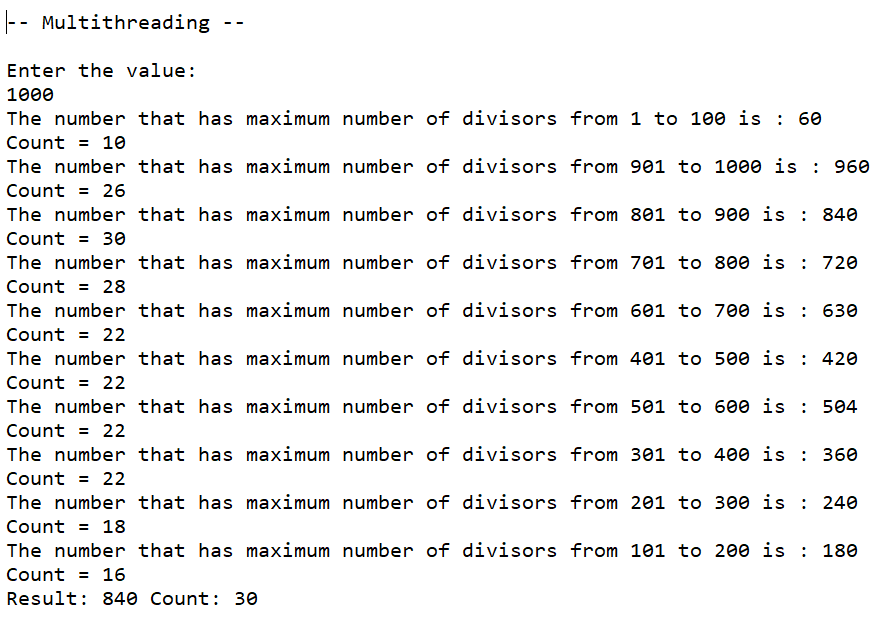 -- Multithreading --
Enter the value:
1000
The number that has maximum number of divisors from 1 to 100 is : 60
Count = 10
The number that has maximum number of divisors from 901 to 1000 is : 960
Count = 26
The number that has maximum number of divisors from 801 to 900 is : 840
Count = 30
The number that has maximum number of divisors from 701 to 800 is : 720
Count = 28
The number that has maximum number of divisors from 601 to 700 is : 630
Count = 22
The number that has maximum number of divisors from 401 to 500 is : 420
Count = 22
The number that has maximum number of divisors from 501 to 600 is : 504
Count = 22
The number that has maximum number of divisors from 301 to 400 is : 360
Count = 22
The number that has maximum number of divisors from 201 to 300 is : 240
Count = 18
The number that has maximum number of divisors from 101 to 200 is : 180
Count = 16
Result: 840 Count: 30